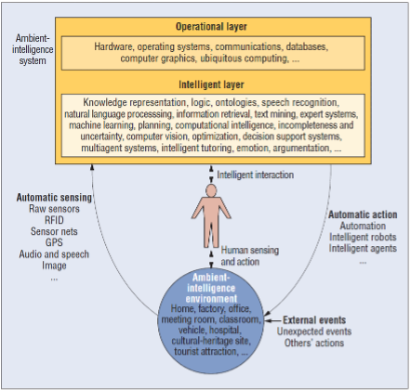 Operational layer
Ambient-
intelligence
system
Hardware, operating systems, communications, databases,
computer graphics, ubiquitous computing, ...
Intelligent layer
Knowledge representation, logic, ontologies, speech recognition,
natural language processsing, information retrieval, text mining, expert systems,
machine learning, planning, computational intelligence, incompleteness and
uncertainty, computer vision, optimization, decision support systems,
multiagent systems, intelligent tutoring, emotion, argumentation, ...
Intelligent interaction
Automatic sensing
Raw sensors
RFID
Sensor nets
GPS
Audio and speech
Image
...
Automatic action
Automation
Intelligent robots
Intelligent agents
...
Human sensing
and action
Ambient-
intelligence
environment
Home, factory, office,
meeting room, classroom,
vehicle, hospital,
cultural-heritage site,
tourist attraction, ...
External events
Unexpected events
Others' actions